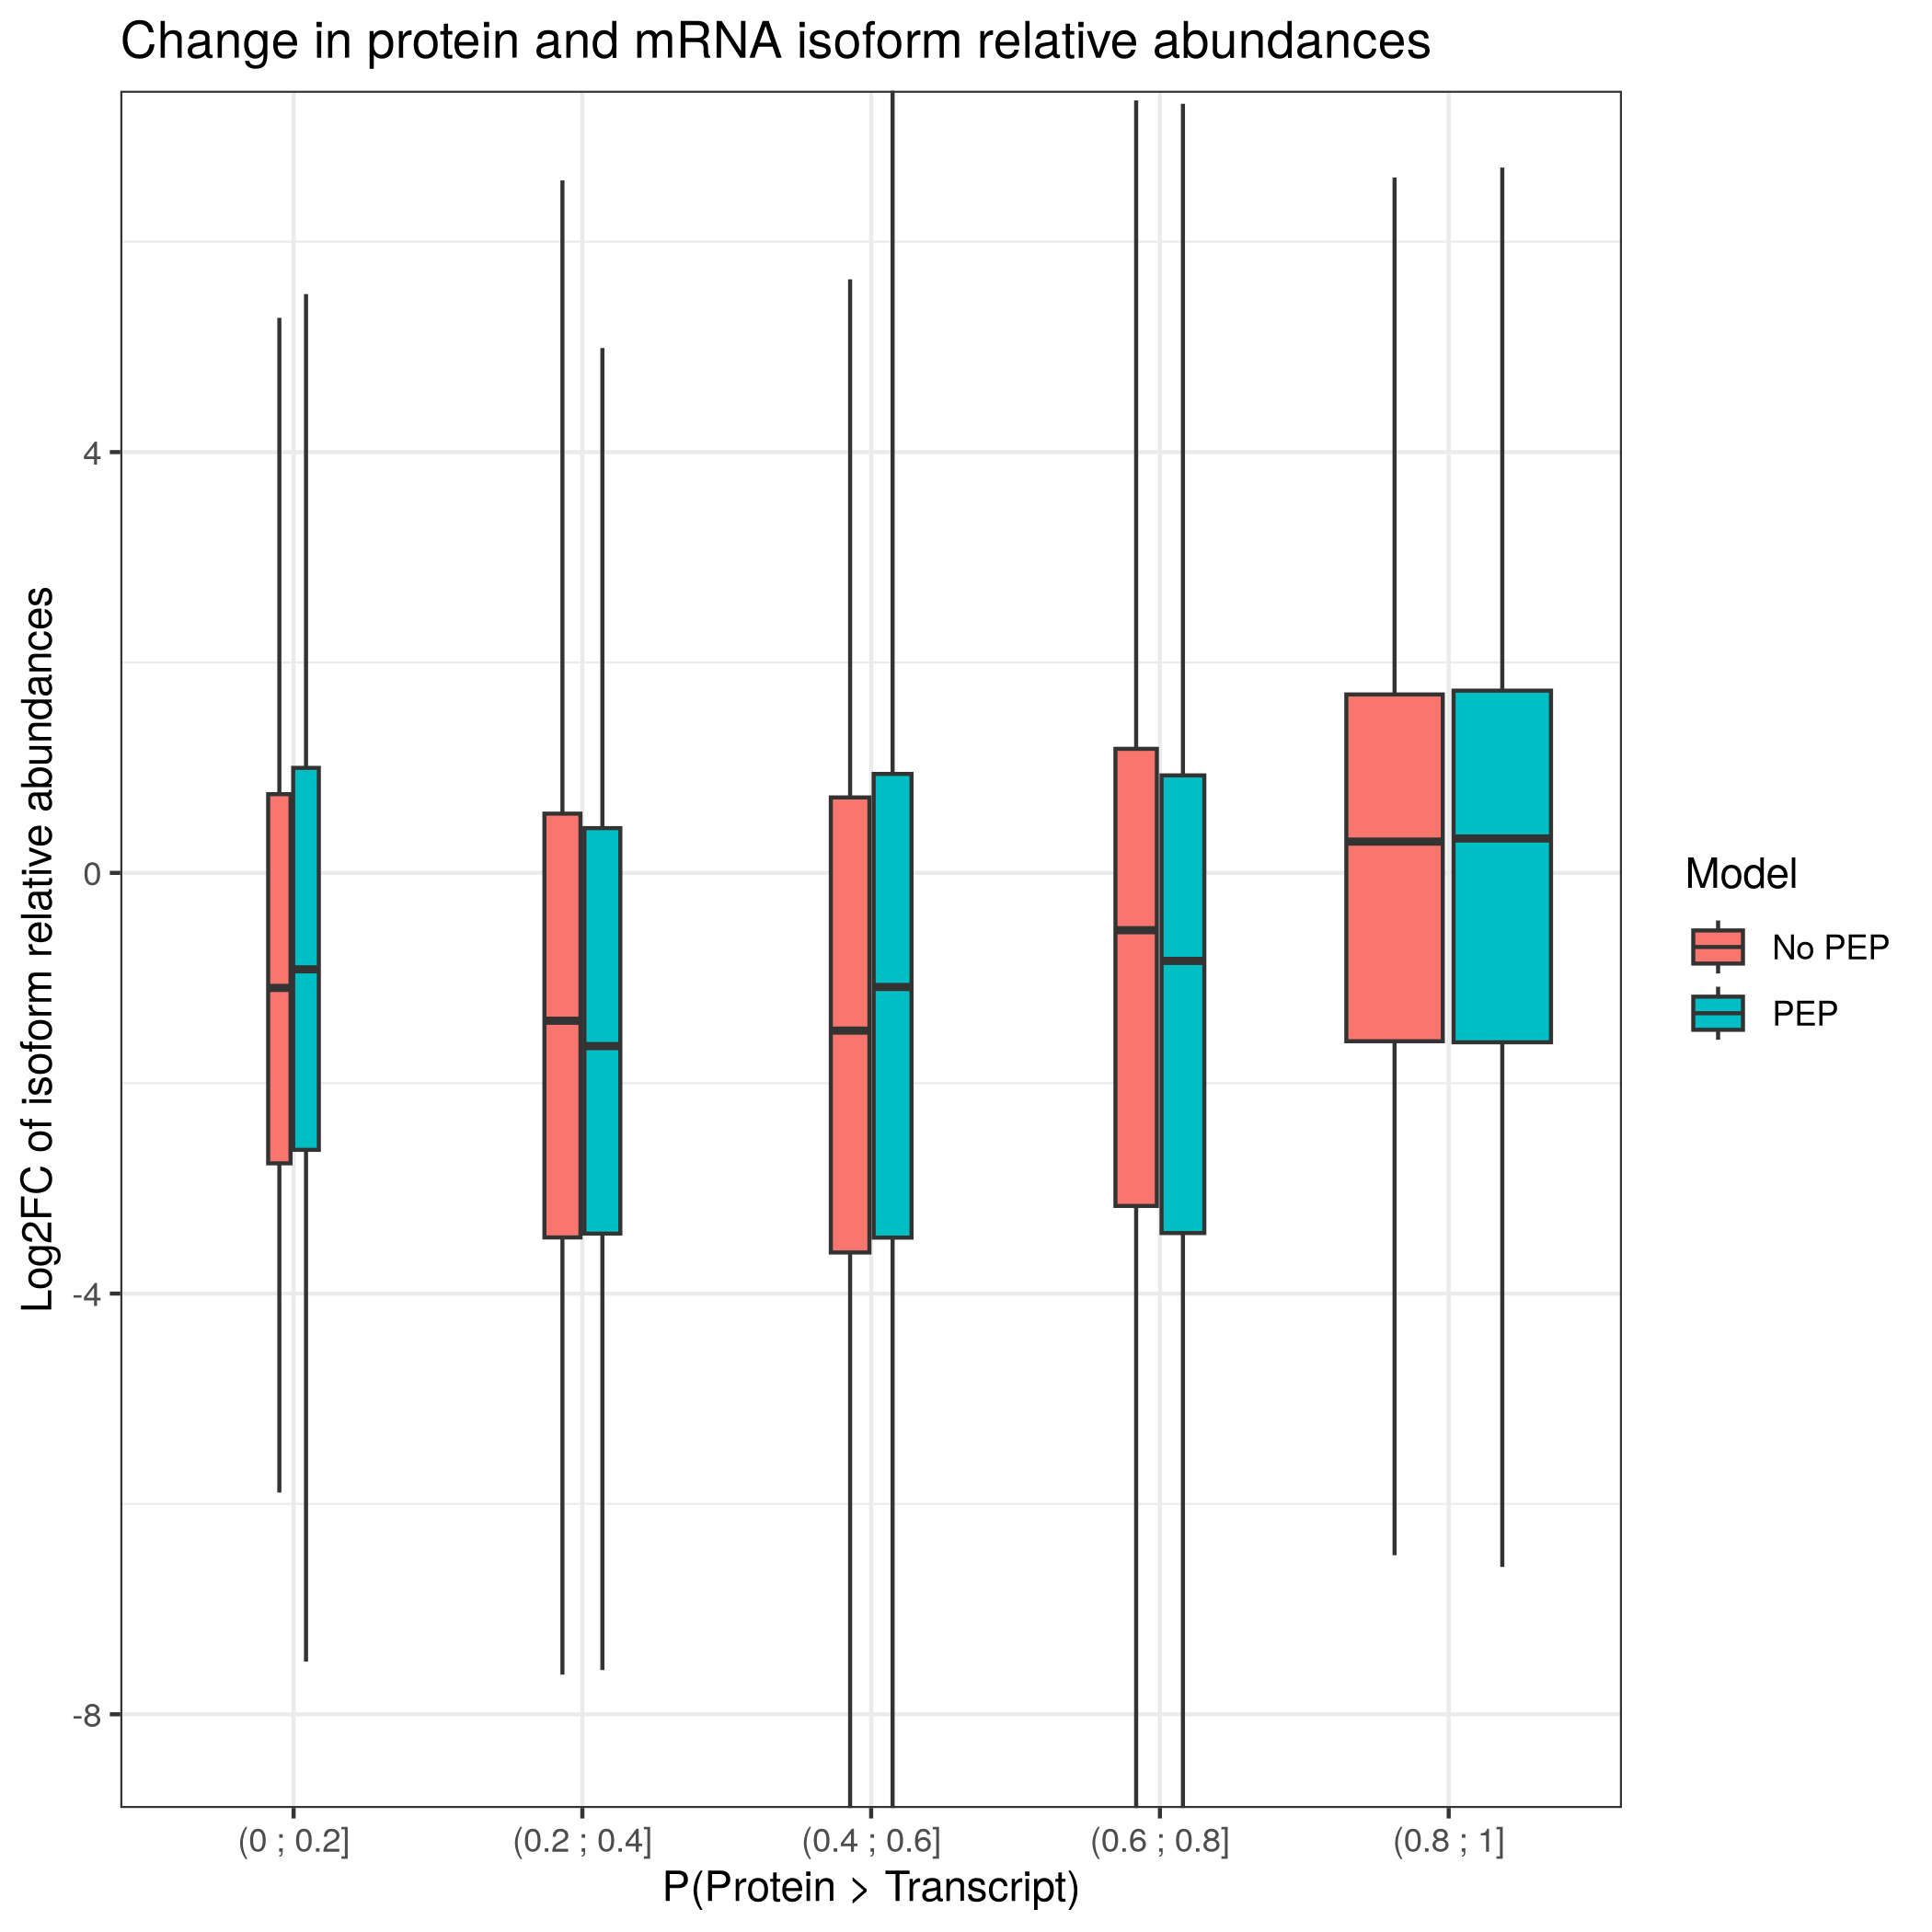 Change in protein and mRNA isoform relative abundances
Log2FC of isoform relative abundances
4
0
-4
-8
(0 ; 0.2]
(0.2 ; 0.4]
(0.4 ; 0.6]
(0.6 ; 0.8]
(0.8 ; 1]
P(Protein > Transcript)
Model
No PEP
PEP